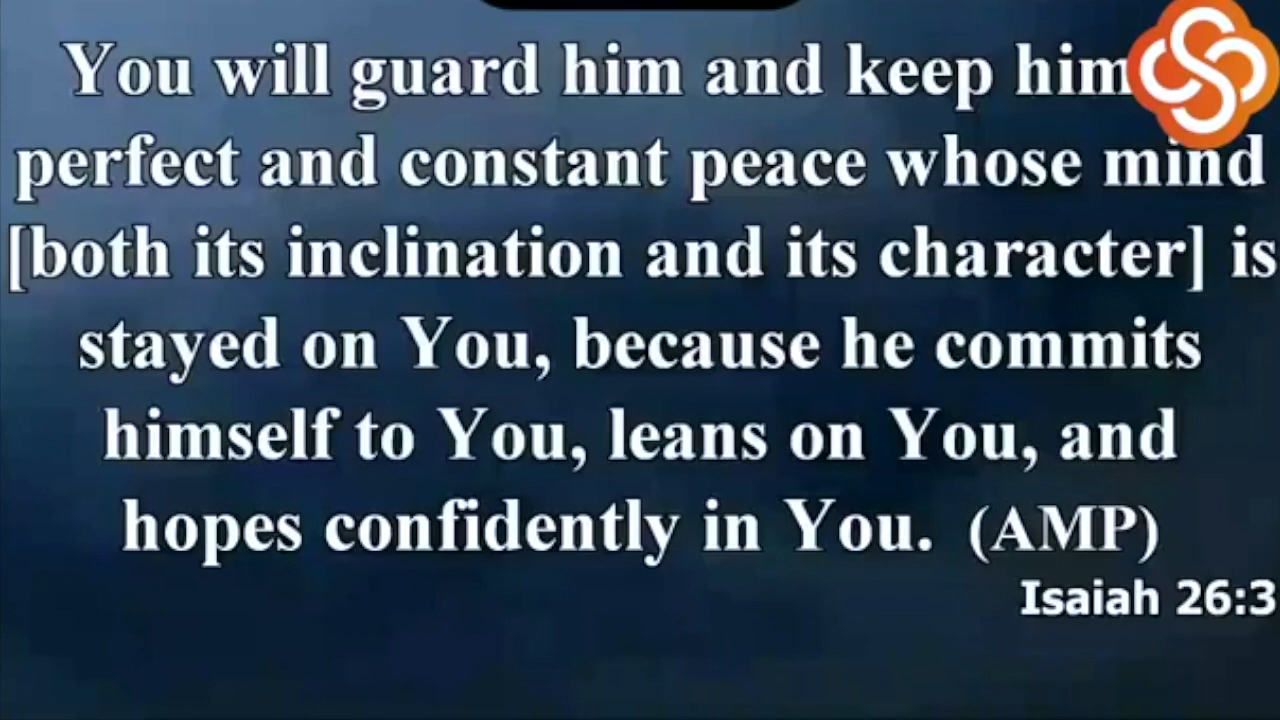 You will guard him and keep him
perfect and constant peace whose mind
[both its inclination and its character] is
stayed on You, because he commits
himself to You, leans on You, and
hopes confidently in You. (AMP)
Isaiah 26:3